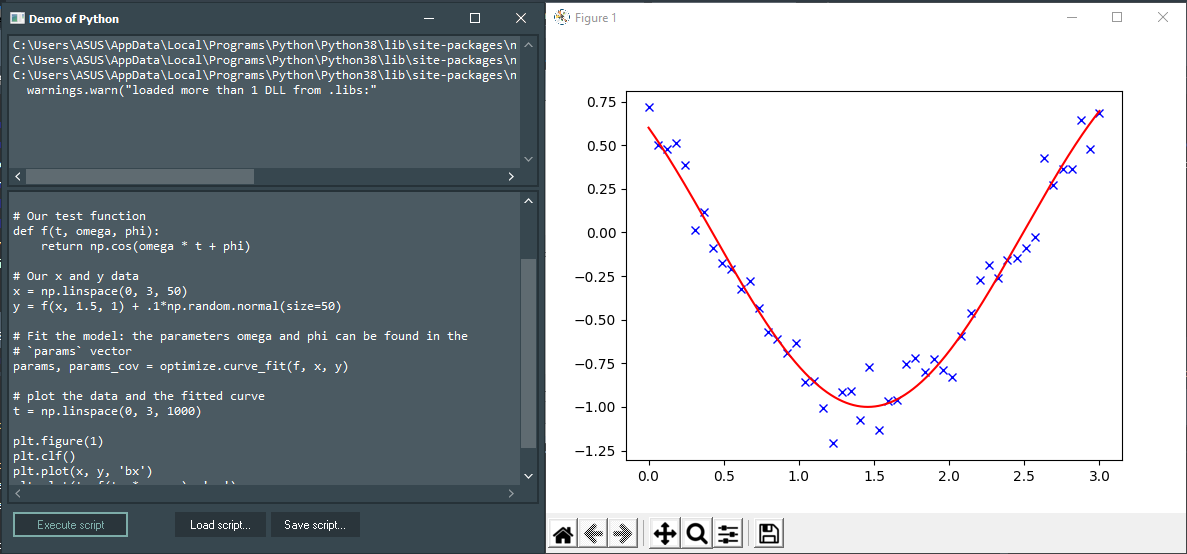 Demo of Python
C:\Users\ASUS\AppData\Local\Programs\Python\Python38\lib\site-packages\n
C:\Users\ASUS\AppData\Local\Programs\Python\Python38\lib\site-packages\n
C:\Users\ASUS\AppData\Local\Programs\Python\Python38\lib\site-packages\n
  warnings.warn("loaded more than 1 DLL from .libs:"
# Our test function
def f(t, omega, phi):
    return np.cos(omega * t + phi)
# Our x and y data
x = np.linspace(0, 3, 50)
y = f(x, 1.5, 1) + .1*np.random.normal(size=50)
# Fit the model: the parameters omega and phi can be found in the
# `params` vector
params, params_cov = optimize.curve_fit(f, x, y)
# plot the data and the fitted curve
t = np.linspace(0, 3, 1000)
plt.figure(1)
plt.clf()
plt.plot(x, y, 'bx')
Execute script
Load script...
Save script...
Figure 1
0.75
0.50
0.25
0.00
−0.25
−0.50
−0.75
−1.00
−1.25
0.0 0.5 1.0 1.5 2.0 2.5 3.0